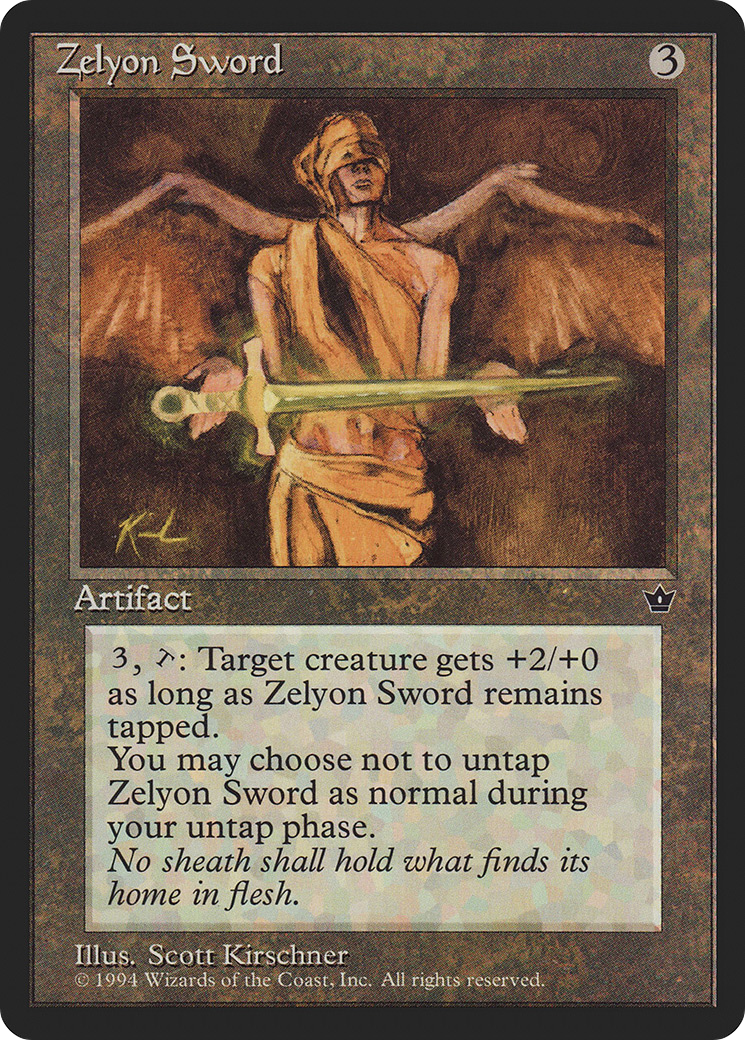 Zelyon Sword 3
Artifact
3, T: Target creature gets +2/+0
as long as Zelyon Sword remains
tapped.
You may choose not to untap
Zelyon Sword as normal during
your untap phase.
No sheath shall hold what finds its
home in flesh.
Illus. Scott Kirschner
© 1994 Wizards of the Coast, Inc. All rights reserved.